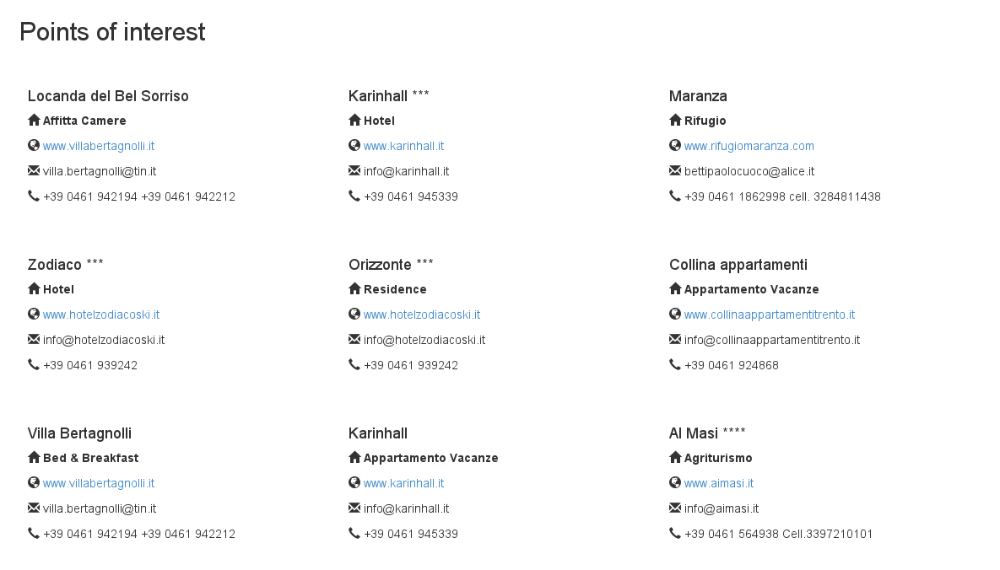 Points of interest
Locanda del Bel Sorriso
Affitta Camere
www.villabertagnolli.it
villa.bertagnolli@tin.it
+39 0461 942194 +39 0461 942212
Karinhall ***
Hotel
www.karinhall.it
info@karinhall.it
+39 0461 945339
Maranza
Rifugio
www.rifugiomaranza.com
bettipaolocuoco@alice.it
+39 0461 1862998 cell. 3284811438
Zodiaco ***
Hotel
www.hotelzodiacoski.it
info@hotelzodiacoski.it
+39 0461 939242
Orizzonte ***
Residence
www.hotelzodiacoski.it
info@hotelzodiacoski.it
+39 0461 939242
Collina appartamenti
Appartamento Vacanze
www.collinaappartamentitrento.it
info@collinaappartamentitrento.it
+39 0461 924868
Villa Bertagnolli
Bed & Breakfast
www.villabertagnolli.it
villa.bertagnolli@tin.it
+39 0461 942194 +39 0461 942212
Karinhall
Appartamento Vacanze
www.karinhall.it
info@karinhall.it
+39 0461 945339
AI Masi ****
Agriturismo
www.aimasi.it
info@aimasi.it
+39 0461 564938 Cell.3397210101